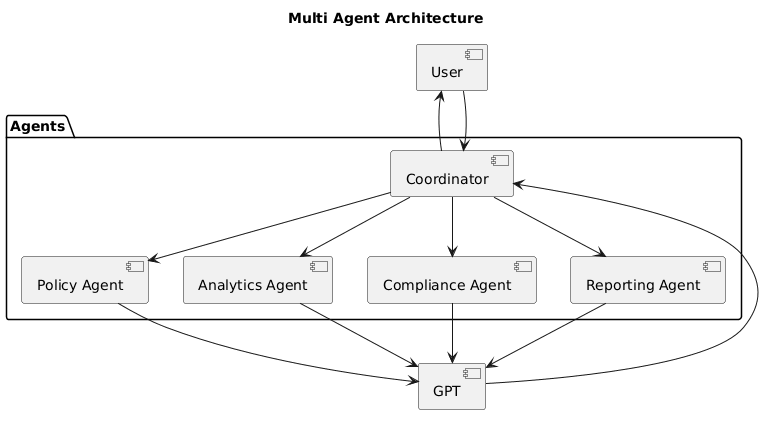 Multi Agent Architecture
User
Agents
Coordinator
Policy Agent
Analytics Agent
Compliance Agent
Reporting Agent
GPT